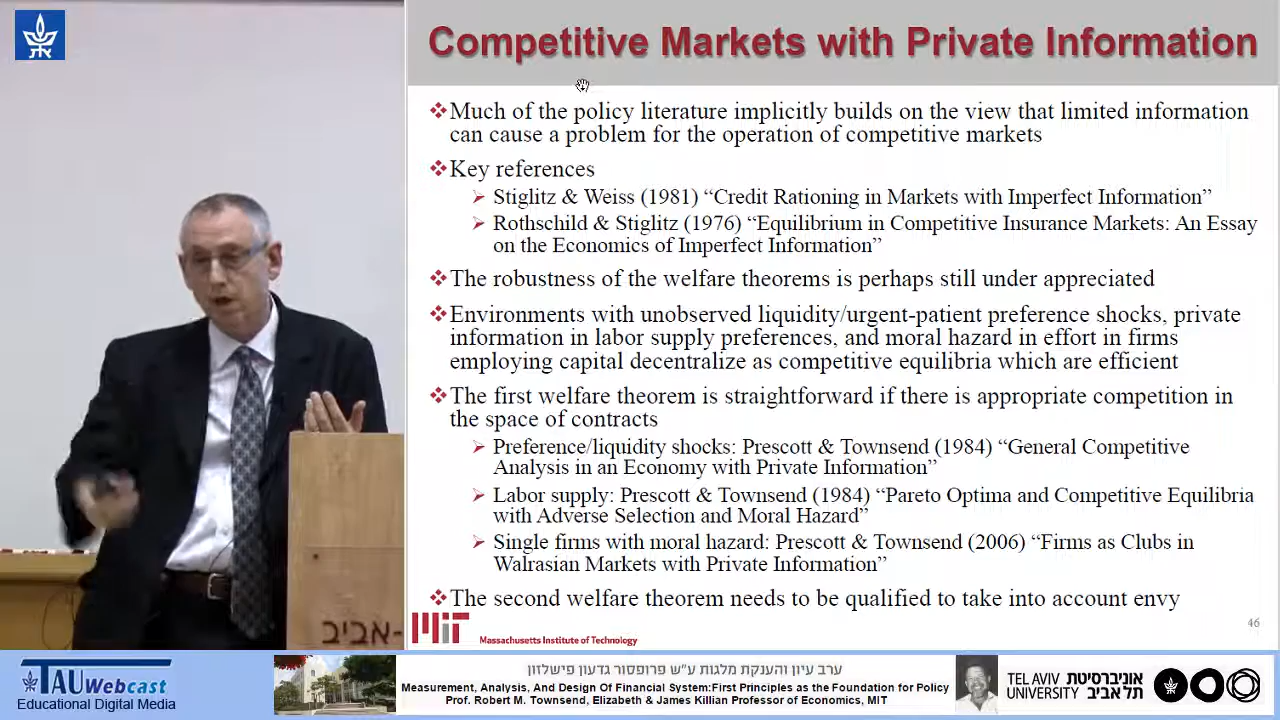 Competitive Markets with Private Information
❖Much of the policy literature implicitly builds on the view that limited information
can cause a problem for the operation of competitive markets
❖Key references
➢ Stiglitz & Weiss (1981) “Credit Rationing in Markets with Imperfect Information”
➢ Rothschild & Stiglitz (1976) “Equilibrium in Competitive Insurance Markets: An Essay
on the Economics of Imperfect Information”
❖The robustness of the welfare theorems is perhaps still under appreciated
❖Environments with unobserved liquidity/urgent-patient preference shocks, private
information in labor supply preferences, and moral hazard in effort in firms
employing capital decentralize as competitive equilibria which are efficient
❖The first welfare theorem is straightforward if there is appropriate competition in
the space of contracts
➢ Preference/liquidity shocks: Prescott & Townsend (1984) “General Competitive
Analysis in an Economy with Private Information”
➢ Labor supply: Prescott & Townsend (1984) “Pareto Optima and Competitive Equilibria
with Adverse Selection and Moral Hazard”
➢ Single firms with moral hazard: Prescott & Townsend (2006) “Firms as Clubs in
Walrasian Markets with Private Information”
❖The second welfare theorem needs to be qualified to take into account envy
46
MIT
Massachusetts Institute of Technology
-אביב
TAU Webcast
Educational Digital Media
ערב עיון והענקת מלגות ע"ש פרופסור גדעון פישלזון
Measurement, Analysis, And Design Of Financial System:First Principles as the Foundation for Policy
Prof. Robert M. Townsend, Elizabeth & James Killian Professor of Economics, MIT
TEL AVIV אוניברסיטת
UNIVERSITY תל אביב